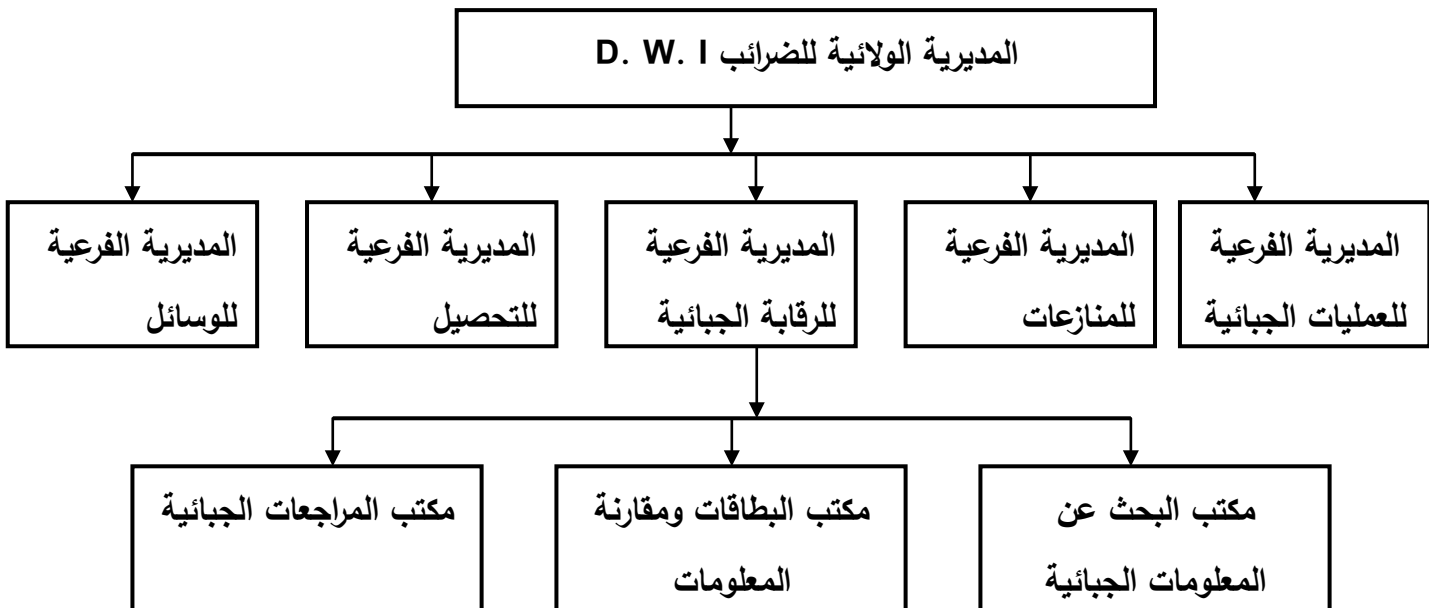 المديرية الولائية للضرائب D. W. I
المديرية الفرعية
للعمليات الجبائية
المديرية الفرعية
للمنازعات
المديرية الفرعية
للرقابة الجبائية
المديرية الفرعية
للتحصيل
المديرية الفرعية
للوسائل
مكتب البحث عن
المعلومات الجبائية
مكتب البطاقات ومقارنة
المعلومات
مكتب المراجعات الجبائية